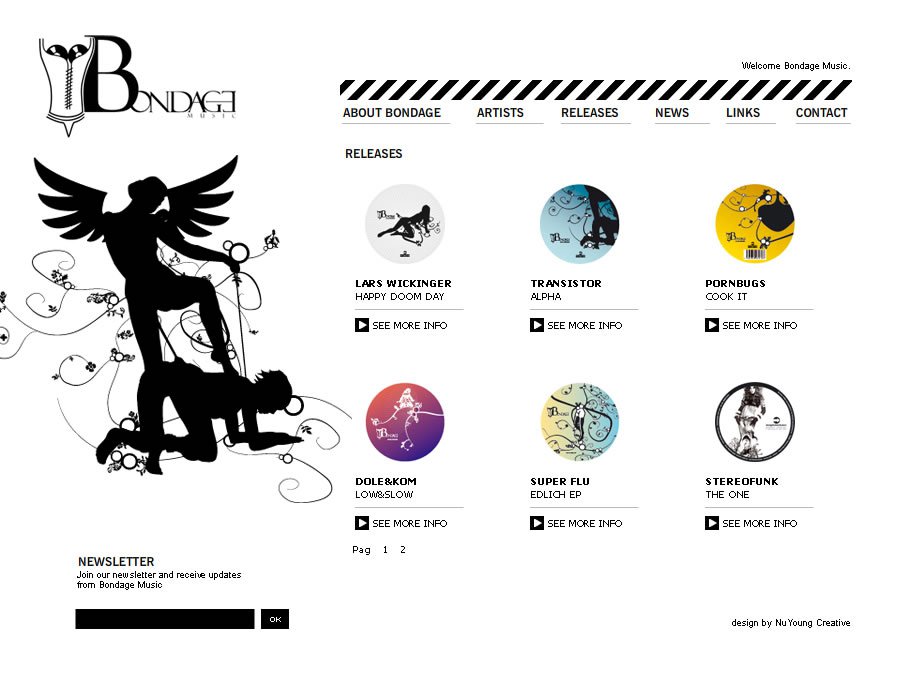 BONDAGE
MUSIC
Welcome Bondage Music.
ABOUT BONDAGE ARTISTS RELEASES NEWS LINKS CONTACT
RELEASES
LARS WICKINGER
HAPPY DOOM DAY
SEE MORE INFO
TRANSISTOR
ALPHA
SEE MORE INFO
PORNBUGS
COOK IT
SEE MORE INFO
DOLE&KOM
LOW&SLOW
SEE MORE INFO
SUPER FLU
EDLICH EP
SEE MORE INFO
STEREOFUNK
THE ONE
SEE MORE INFO
Pag 1 2
NEWSLETTER
Join our newsletter and receive updates
from Bondage Music
OK
design by NuYoung Creative